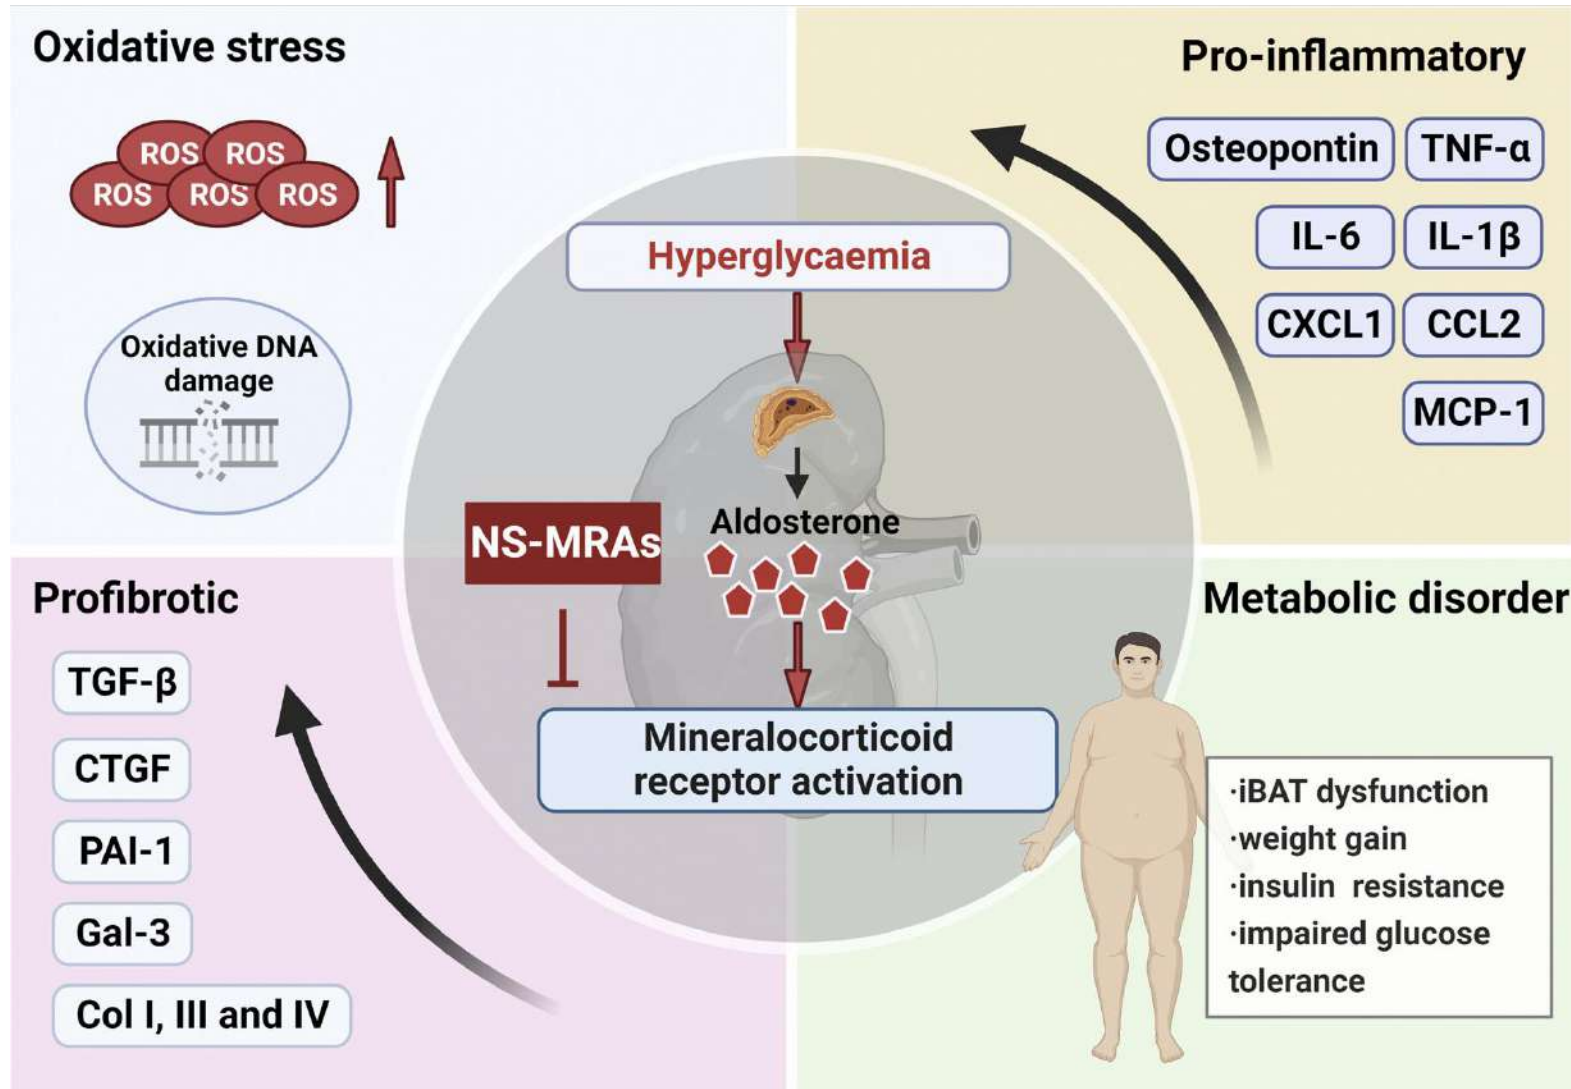 Oxidative stress
ROS ROS
ROS ROS ROS
Oxidative DNA
damage
Pro-inflammatory
Osteopontin TNF-α
IL-6 IL-1β
CXCL1 CCL2
MCP-1
Hyperglycaemia
Aldosterone
NS-MRAs
Mineralocorticoid
receptor activation
Profibrotic
TGF-β
CTGF
PAI-1
Gal-3
Col I, III and IV
Metabolic disorder
·iBAT dysfunction
·weight gain
·insulin resistance
·impaired glucose
tolerance